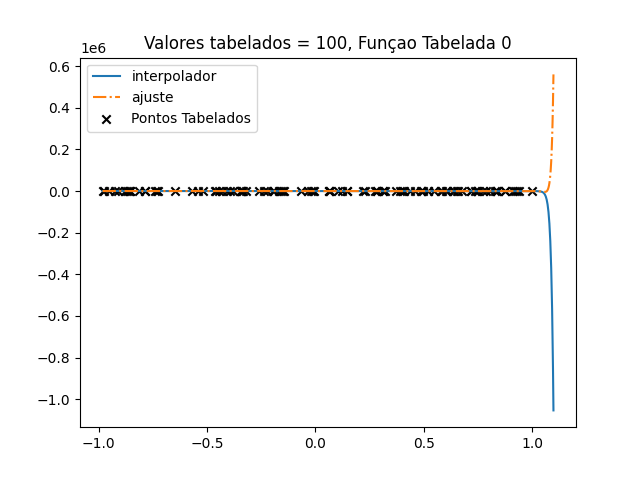 Valores tabelados = 100, Funçao Tabelada 0
1e6
interpolador
ajuste
Pontos Tabelados
0.6
0.4
0.2
0.0
−0.2
−0.4
−0.6
−0.8
−1.0
−1.0 −0.5 0.0 0.5 1.0